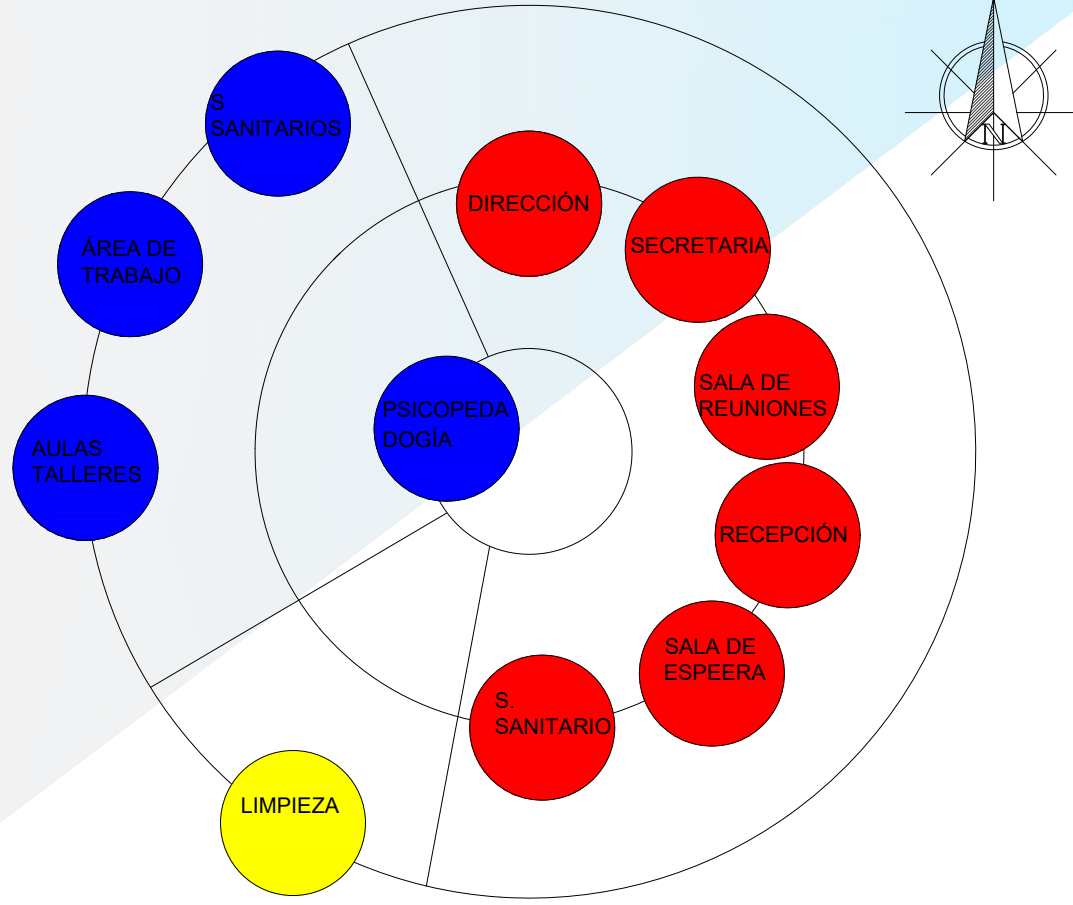 S
SANITARIOS
N
DIRECCIÓN
SECRETARIA
ÁREA DE
TRABAJO
SALA DE
REUNIONES
PSICOPEDA
DOGÍA
AULAS
TALLERES
RECEPCIÓN
SALA DE
ESPEERA
S.
SANITARIO
LIMPIEZA